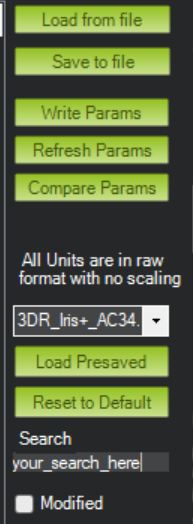 Load from file
Save to file
Write Params
Refresh Params
Compare Params
All Units are in raw
format with no scaling
3DR_Iris+_AC34.
Load Presaved
Reset to Default
Search
your_search_here
Modified